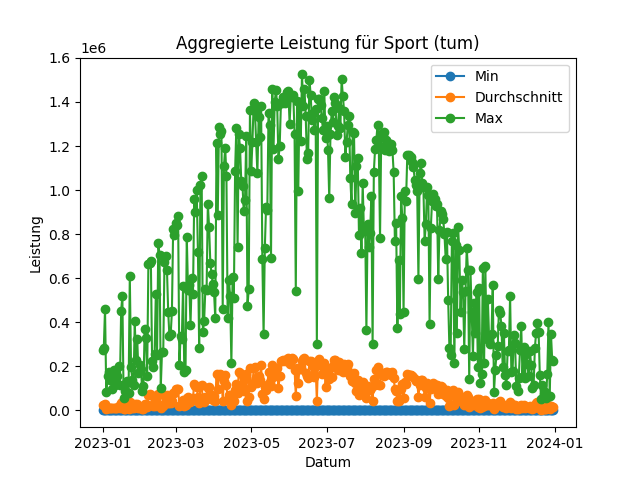 Aggregierte Leistung für Sport (tum)
1e6
1.6
1.4
1.2
1.0
0.8
0.6
0.4
0.2
0.0
Leistung
Min
Durchschnitt
Max
2023-01 2023-03 2023-05 2023-07 2023-09 2023-11 2024-01
Datum